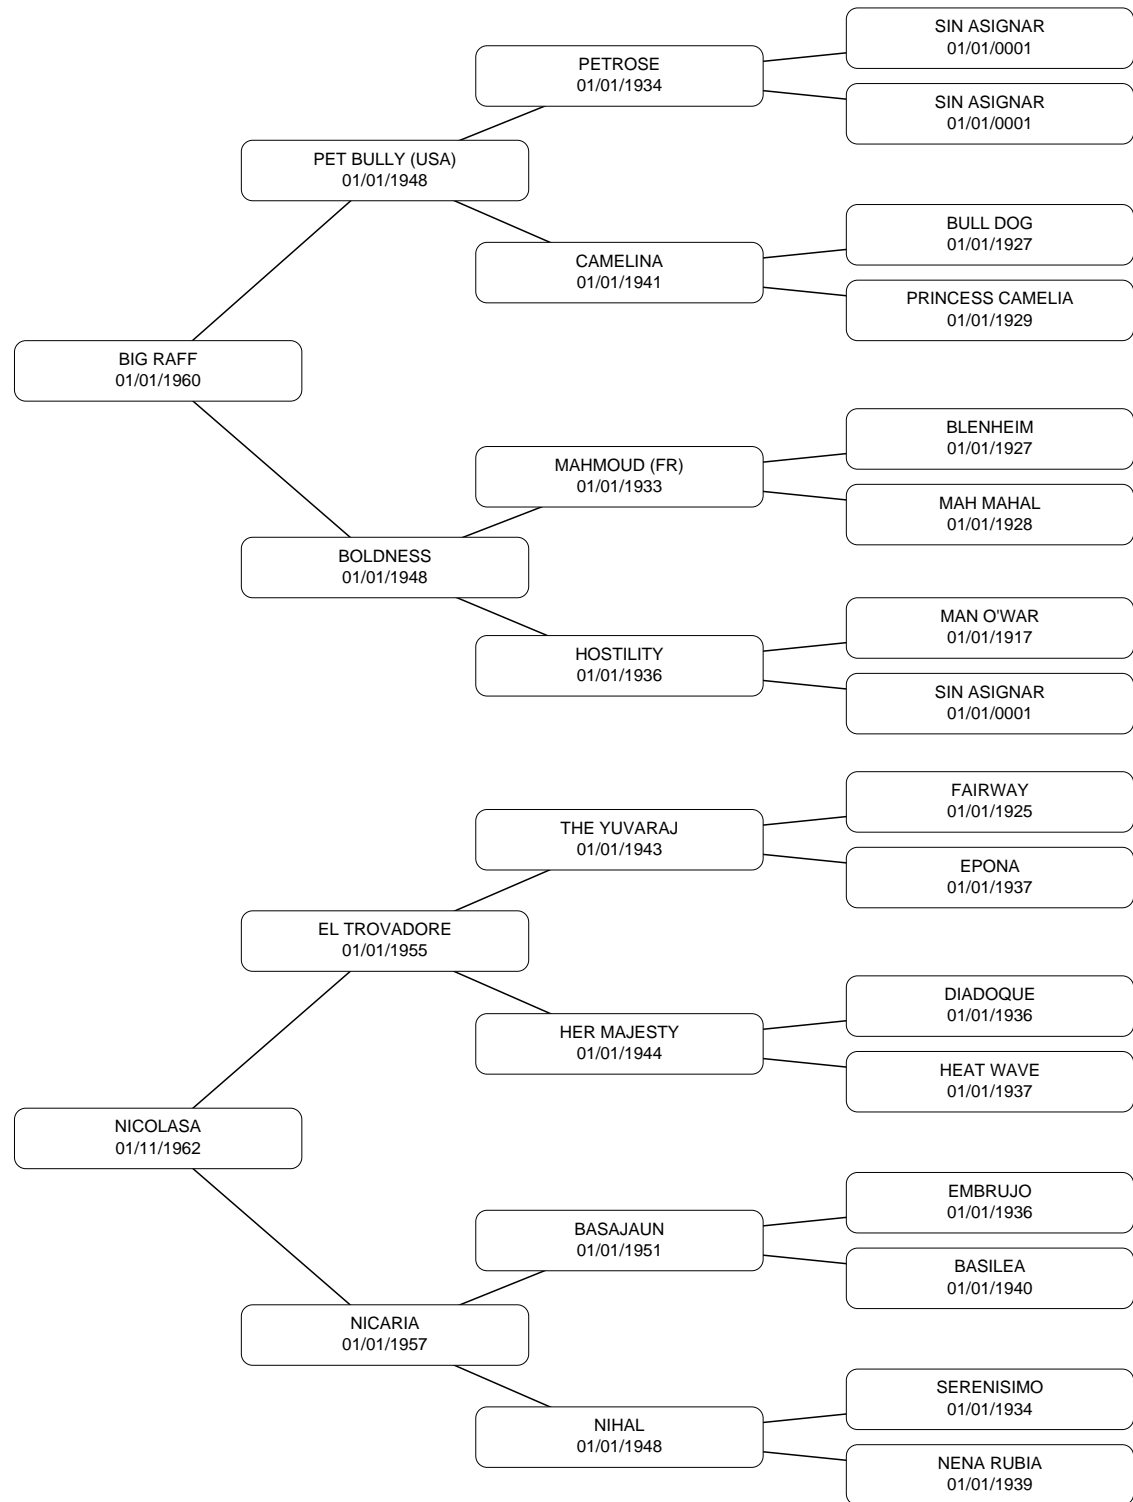 SIN ASIGNAR
01/01/0001
PETROSE
01/01/1934
SIN ASIGNAR
01/01/0001
PET BULLY (USA)
01/01/1948
BULL DOG
01/01/1927
CAMELINA
01/01/1941
PRINCESS CAMELIA
01/01/1929
BIG RAFF
01/01/1960
BLENHEIM
01/01/1927
MAHMOUD (FR)
01/01/1933
MAH MAHAL
01/01/1928
BOLDNESS
01/01/1948
MAN O'WAR
01/01/1917
HOSTILITY
01/01/1936
SIN ASIGNAR
01/01/0001
FAIRWAY
01/01/1925
THE YUVARAJ
01/01/1943
EPONA
01/01/1937
EL TROVADORE
01/01/1955
DIADOQUE
01/01/1936
HER MAJESTY
01/01/1944
HEAT WAVE
01/01/1937
NICOLASA
01/11/1962
EMBRUJO
01/01/1936
BASAJAUN
01/01/1951
BASILEA
01/01/1940
NICARIA
01/01/1957
SERENISIMO
01/01/1934
NIHAL
01/01/1948
NENA RUBIA
01/01/1939